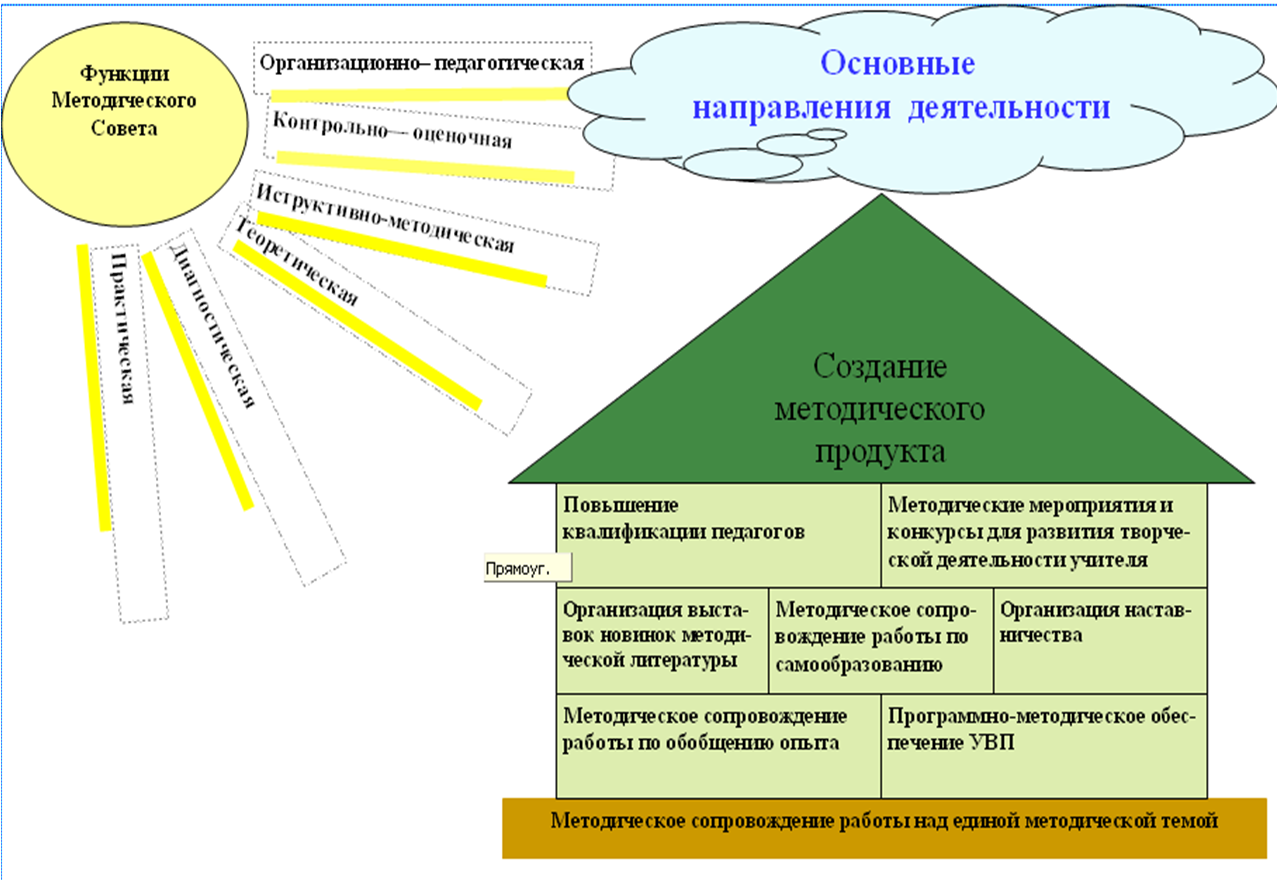 Функции
Методического
Совета
Организационно– педагогическая
Контрольно— оценочная
Иструктивно-методическая
Теоретическая
Диагностическая
Практическая
Основные
направления деятельности
Создание
методического
продукта
Повышение
квалификации педагогов
Методические мероприятия и
конкурсы для развития творче-
ской деятельности учителя
Прямоуг.
Организация выста-
вок новинок методи-
ческой литературы
Методическое сопро-
вождение работы по
самообразованию
Организация настав-
ничества
Методическое сопровождение
работы по обобщению опыта
Программно-методическое обес-
печение УВП
Методическое сопровождение работы над единой методической темой